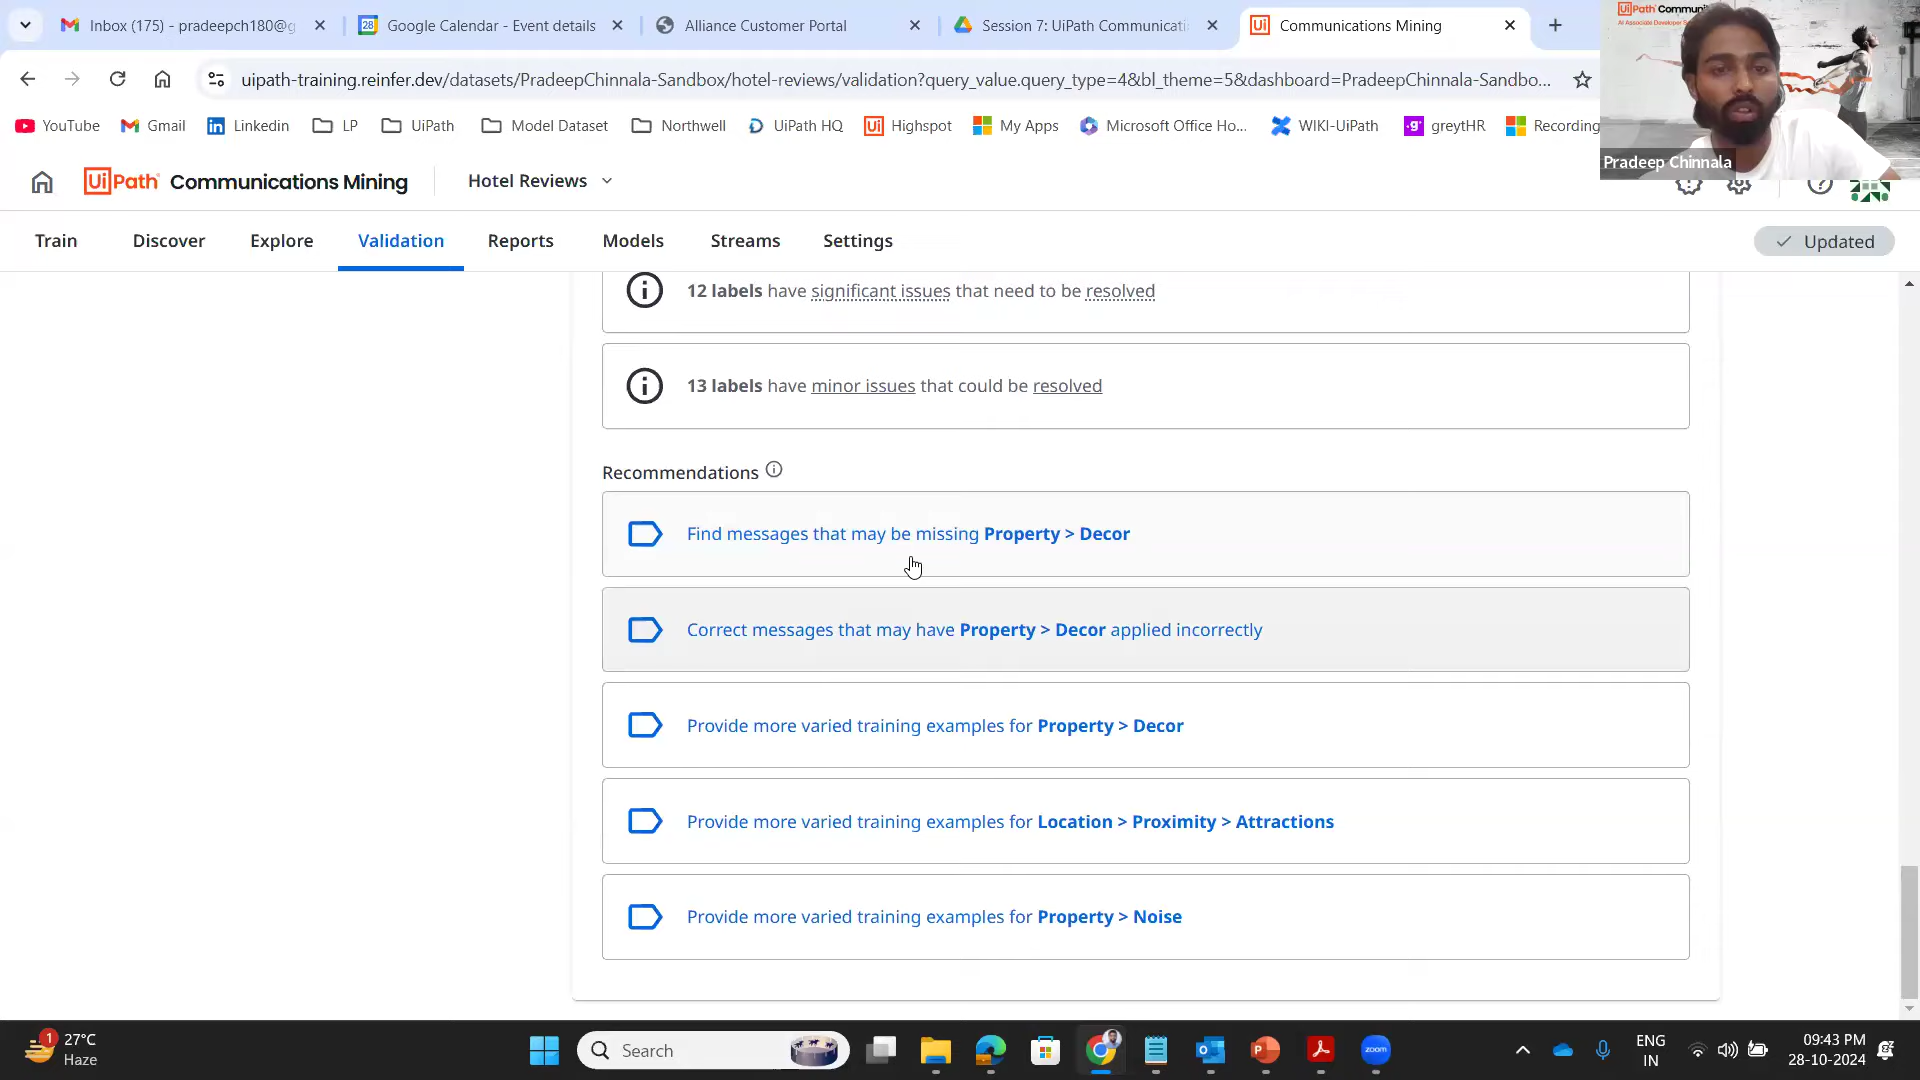 Inbox (175) - pradeepch180@g
Google Calendar - Event details
Alliance Customer Portal
Session 7: UiPath Communicati
Communications Mining
uipath-training.reinfer.dev/datasets/PradeepChinnala-Sandbox/hotel-reviews/validation?query_value.query_type=4&bl_theme=5&dashboard=PradeepChinnala-Sandbo...
YouTube
Gmail
Linkedin
LP
UiPath
Model Dataset
Northwell
UiPath HQ
Highspot
My Apps
Microsoft Office Ho...
WIKI-UiPath
greytHR
Recording
UiPath Commun
Pradeep Chinnala
UiPath Communications Mining
Hotel Reviews
Train
Discover
Explore
Validation
Reports
Models
Streams
Settings
Updated
12 labels have significant issues that need to be resolved
13 labels have minor issues that could be resolved
Recommendations
Find messages that may be missing Property > Decor
Correct messages that may have Property > Decor applied incorrectly
Provide more varied training examples for Property > Decor
Provide more varied training examples for Location > Proximity > Attractions
Provide more varied training examples for Property > Noise
1
27°C
Haze
Search
zoom
ENG
IN
09:43 PM
28-10-2024